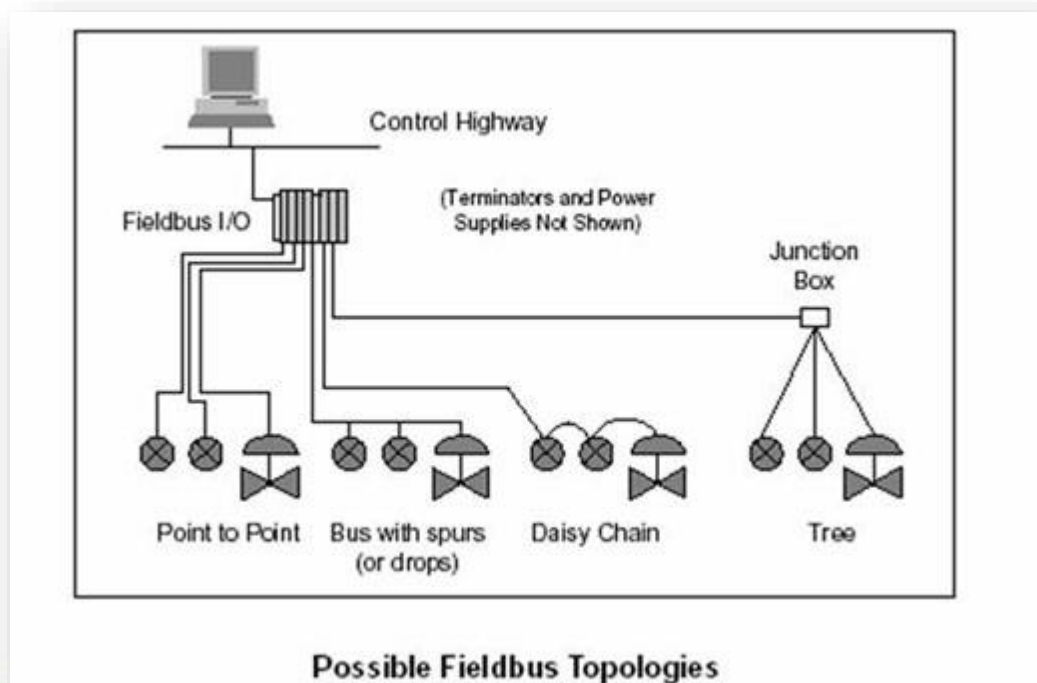 Control Highway
Fieldbus I/O
(Terminators and Power
Supplies Not Shown)
Junction
Box
Point to Point
Bus with spurs
(or drops)
Daisy Chain
Tree
Possible Fieldbus Topologies